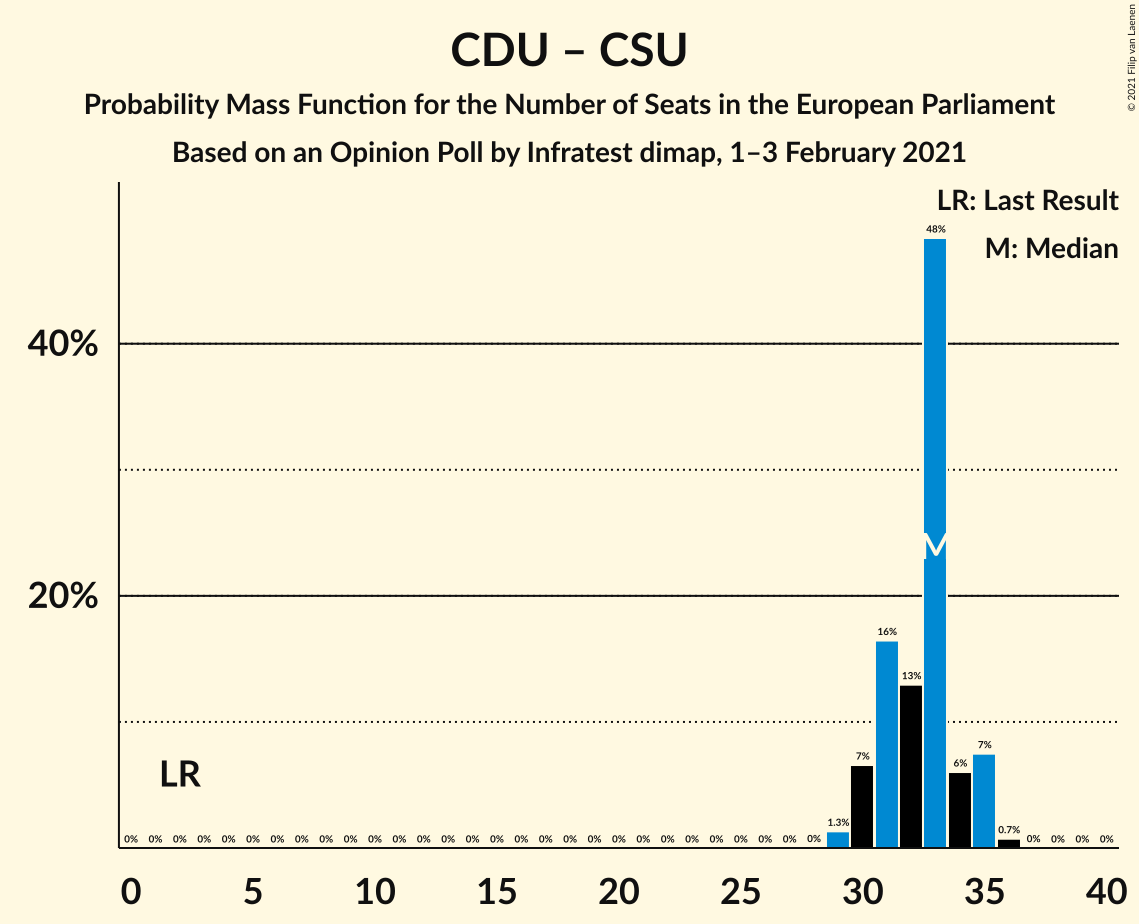 CDU – CSU
Probability Mass Function for the Number of Seats in the European Parliament
Based on an Opinion Poll by Infratest dimap, 1–3 February 2021
© 2021 Filip van Laenen
LR: Last Result
M: Median
48%
40%
M
20%
16%
13%
7%
6%
7%
LR
1.3%
0.7%
0% 0% 0% 0% 0% 0% 0% 0% 0% 0% 0% 0% 0% 0% 0% 0% 0% 0% 0% 0% 0% 0% 0% 0% 0% 0% 0% 0% 0% 0% 0% 0% 0%
0 5 10 15 20 25 30 35 40